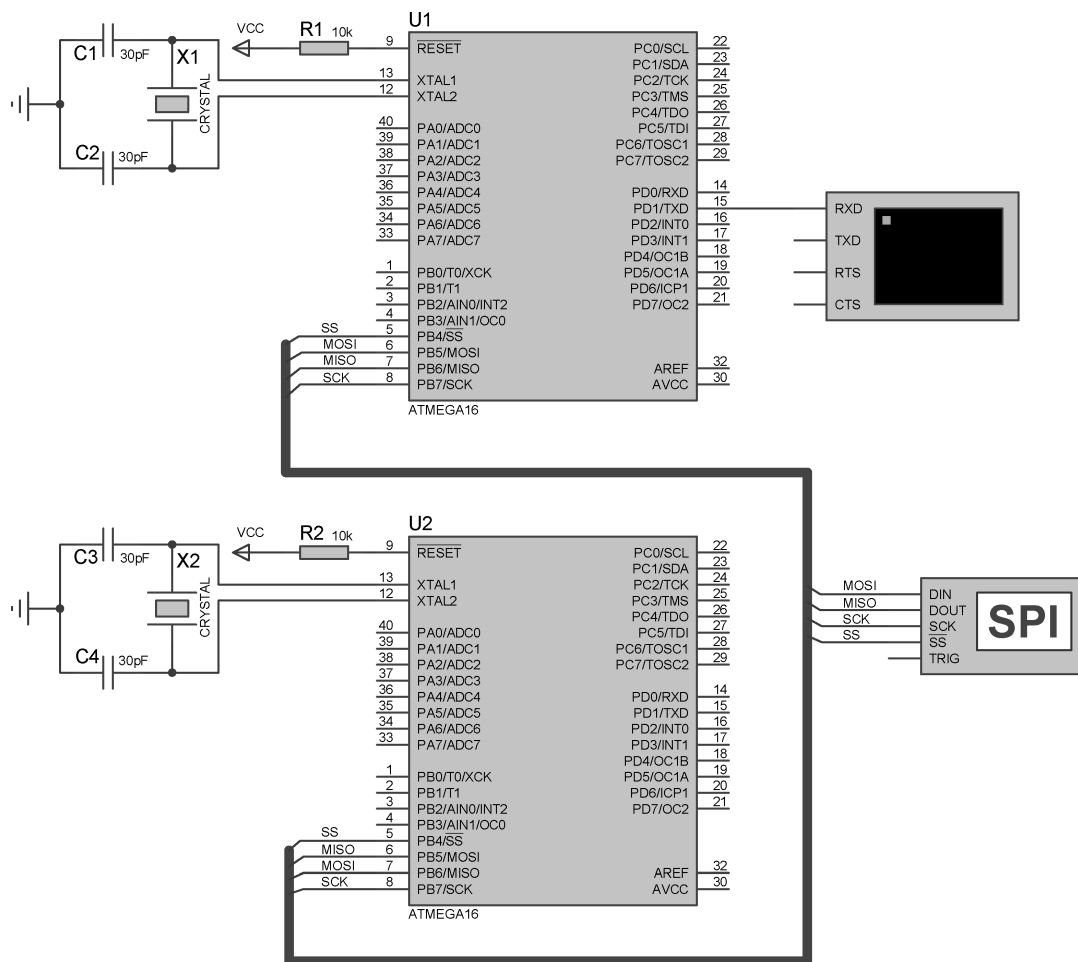 U1
C1 30pF X1 CRYSTAL
C2 30pF
VCC R1 10k
9 RESET
13 XTAL1
12 XTAL2
40 PA0/ADC0
39 PA1/ADC1
38 PA2/ADC2
37 PA3/ADC3
36 PA4/ADC4
35 PA5/ADC5
34 PA6/ADC6
33 PA7/ADC7
1 PB0/T0/XCK
2 PB1/T1
3 PB2/AIN0/INT2
4 PB3/AIN1/OC0
SS 5 PB4/SS
MOSI 6 PB5/MOSI
MISO 7 PB6/MISO
SCK 8 PB7/SCK
PC0/SCL 22
PC1/SDA 23
PC2/TCK 24
PC3/TMS 25
PC4/TDO 26
PC5/TDI 27
PC6/TOSC1 28
PC7/TOSC2 29
PD0/RXD 14
PD1/TXD 15
PD2/INT0 16
PD3/INT1 17
PD4/OC1B 18
PD5/OC1A 19
PD6/ICP1 20
PD7/OC2 21
AREF 32
AVCC 30
ATMEGA16
RXD
TXD
RTS
CTS
U2
C3 30pF X2 CRYSTAL
C4 30pF
VCC R2 10k
9 RESET
13 XTAL1
12 XTAL2
40 PA0/ADC0
39 PA1/ADC1
38 PA2/ADC2
37 PA3/ADC3
36 PA4/ADC4
35 PA5/ADC5
34 PA6/ADC6
33 PA7/ADC7
1 PB0/T0/XCK
2 PB1/T1
3 PB2/AIN0/INT2
4 PB3/AIN1/OC0
SS 5 PB4/SS
MISO 6 PB5/MOSI
MOSI 7 PB6/MISO
SCK 8 PB7/SCK
PC0/SCL 22
PC1/SDA 23
PC2/TCK 24
PC3/TMS 25
PC4/TDO 26
PC5/TDI 27
PC6/TOSC1 28
PC7/TOSC2 29
PD0/RXD 14
PD1/TXD 15
PD2/INT0 16
PD3/INT1 17
PD4/OC1B 18
PD5/OC1A 19
PD6/ICP1 20
PD7/OC2 21
AREF 32
AVCC 30
ATMEGA16
MOSI DIN
MISO DOUT
SCK SCK
SS SS
TRIG
SPI